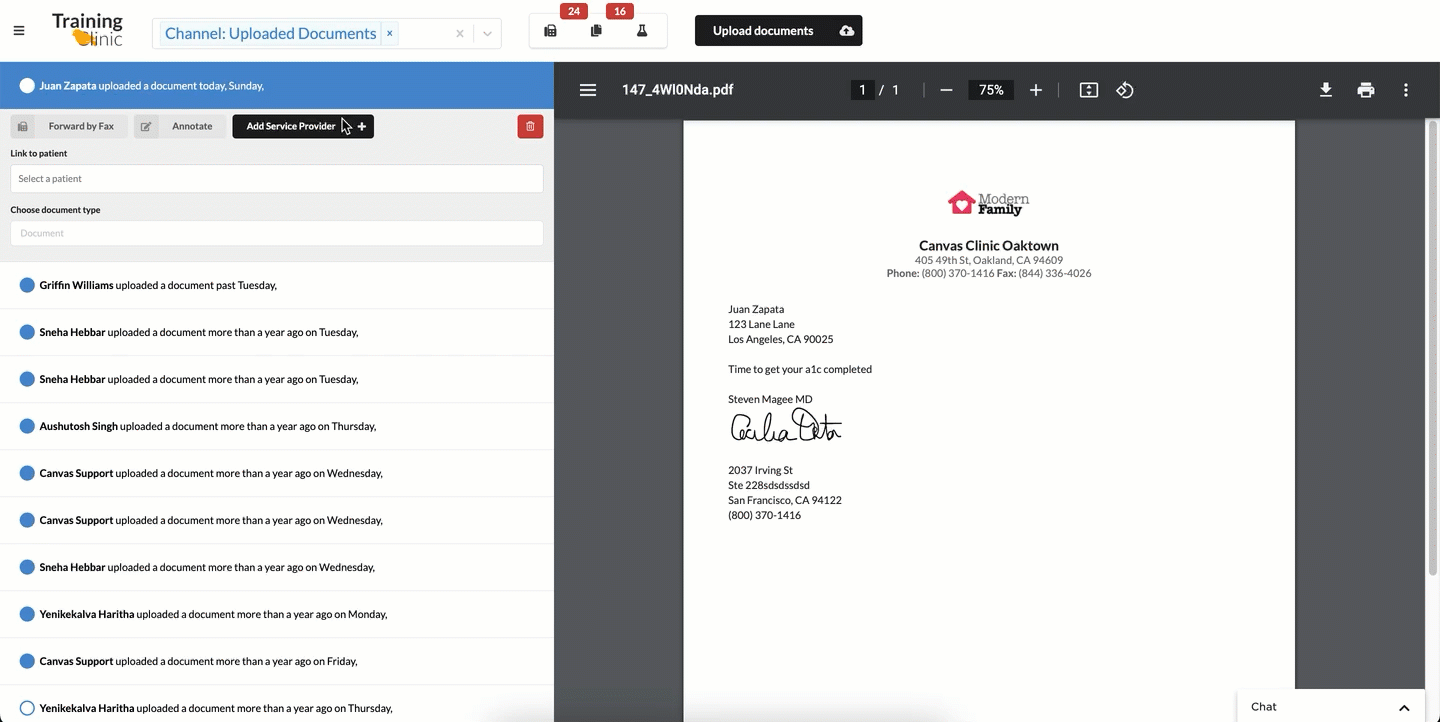 Training
Clinic
Channel: Uploaded Documents ×
24
16
Upload documents
Juan Zapata uploaded a document today, Sunday,
Forward by Fax
Annotate
Add Service Provider +
Link to patient
Select a patient
Choose document type
Document
Griffin Williams uploaded a document past Tuesday,
Sneha Hebbar uploaded a document more than a year ago on Tuesday,
Sneha Hebbar uploaded a document more than a year ago on Tuesday,
Aushutosh Singh uploaded a document more than a year ago on Thursday,
Canvas Support uploaded a document more than a year ago on Wednesday,
Canvas Support uploaded a document more than a year ago on Wednesday,
Sneha Hebbar uploaded a document more than a year ago on Wednesday,
Yenikekalva Haritha uploaded a document more than a year ago on Monday,
Canvas Support uploaded a document more than a year ago on Friday,
Yenikekalva Haritha uploaded a document more than a year ago on Thursday,
147_4Wl0Nda.pdf
1 / 1
75%
Modern
Family
Canvas Clinic Oaktown
405 49th St, Oakland, CA 94609
Phone: (800) 370-1416 Fax: (844) 336-4026
Juan Zapata
123 Lane Lane
Los Angeles, CA 90025
Time to get your a1c completed
Steven Magee MD
2037 Irving St
Ste 228sdsdssdsd
San Francisco, CA 94122
(800) 370-1416
Chat